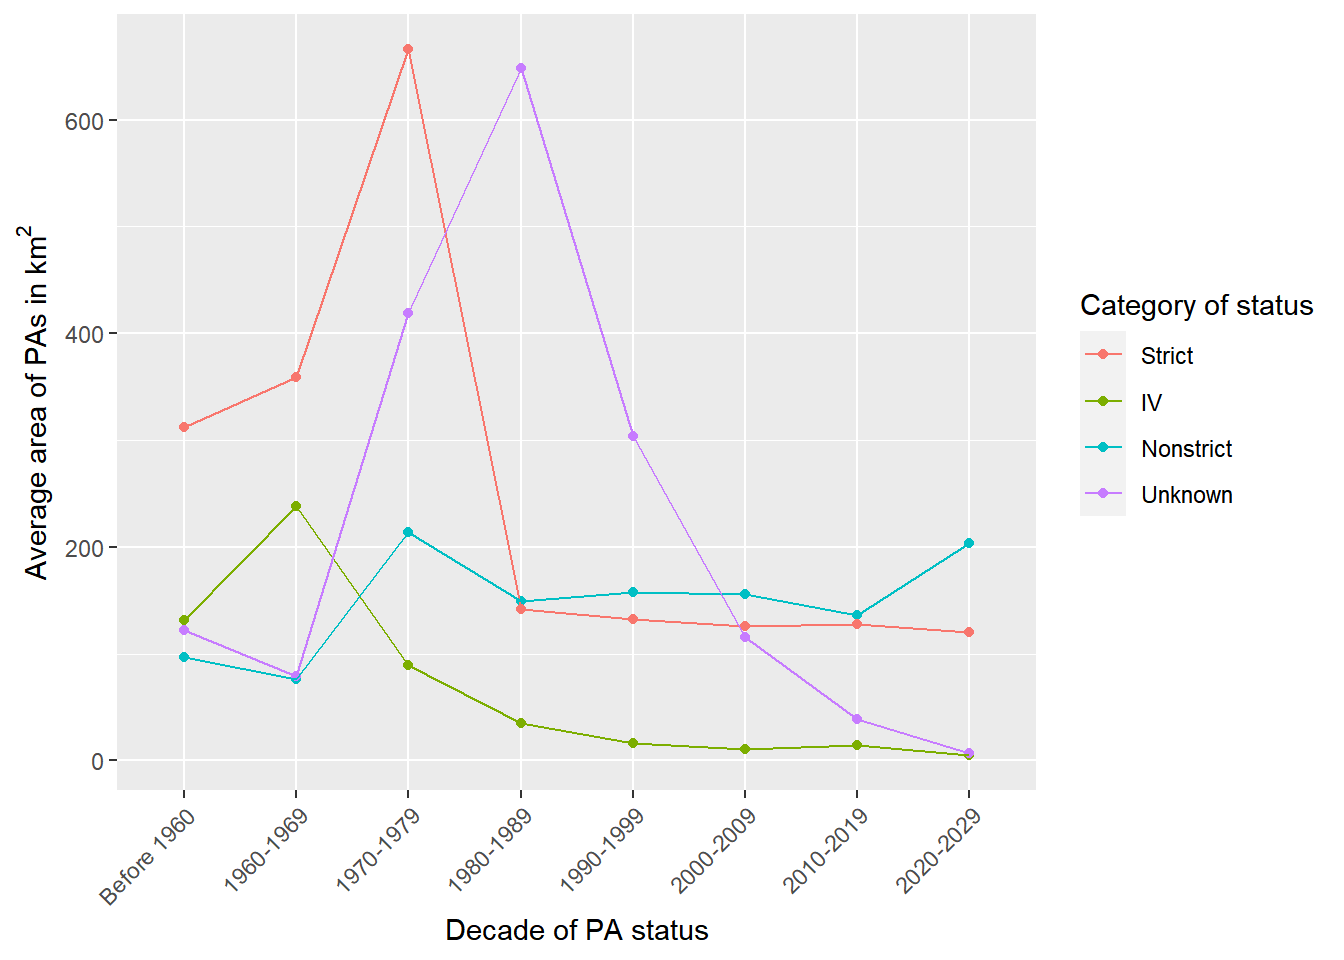 Average area of PAs in km²
600
400
200
0
Before 1960
1960-1969
1970-1979
1980-1989
1990-1999
2000-2009
2010-2019
2020-2029
Decade of PA status
Category of status
Strict
IV
Nonstrict
Unknown